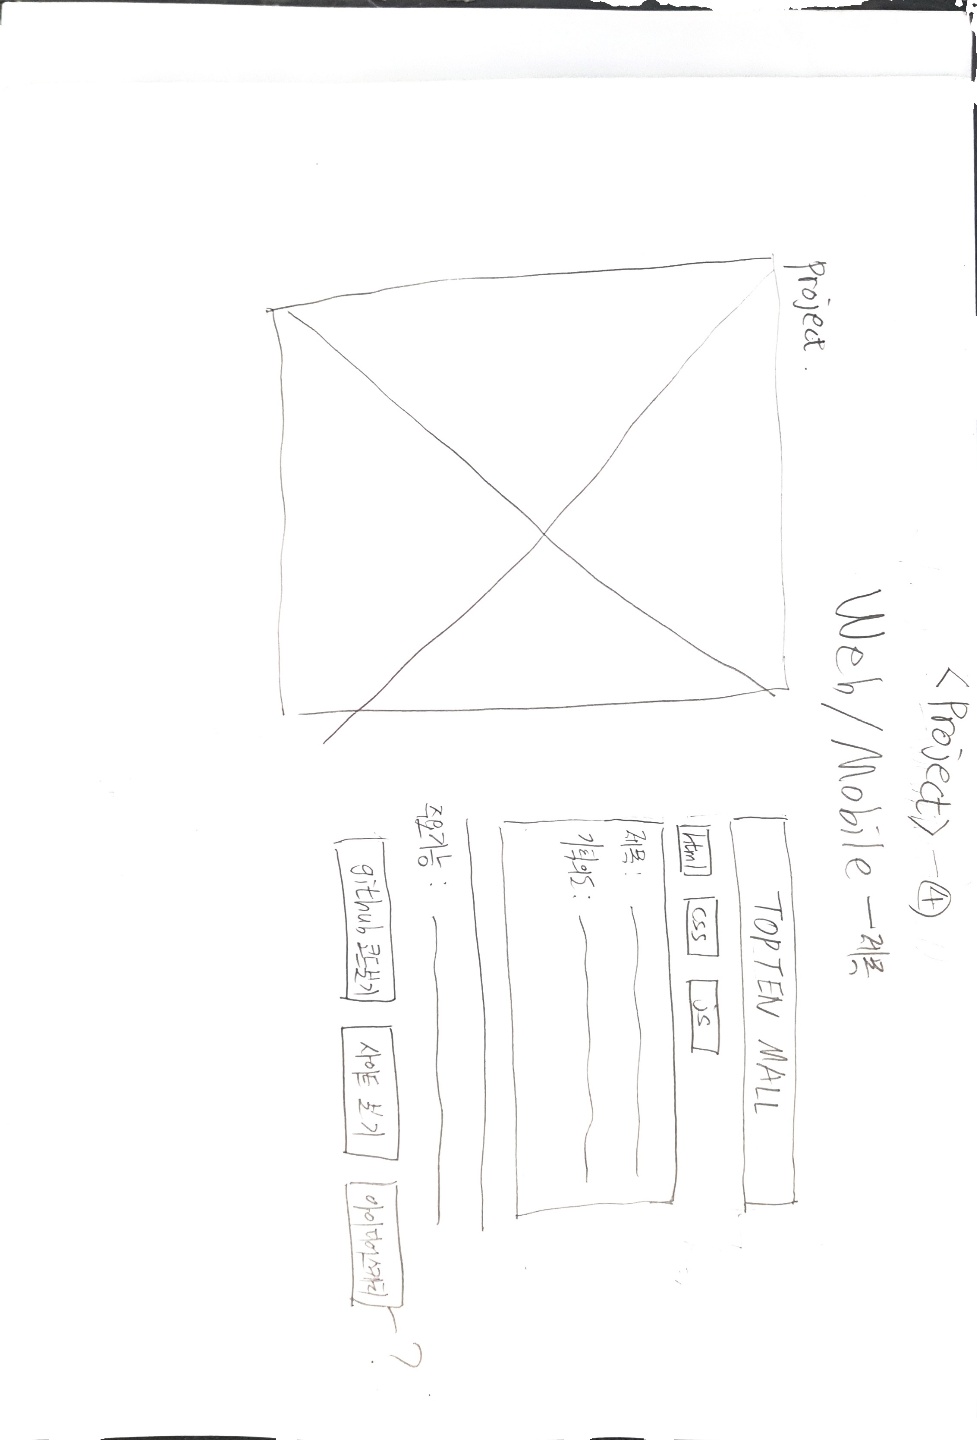 <Project> - ④
Web/Mobile - 제목
project.
TOPTEN MALL
html css js
제목:
기획의도:
주요기능:
github 코드보기 사이트 보기 아이디어스케치 ?